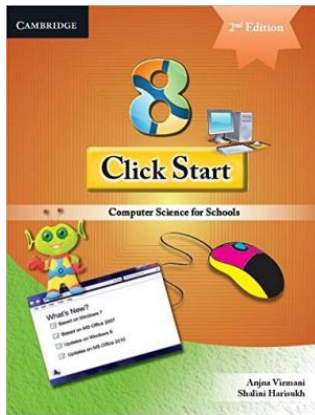 CAMBRIDGE
2nd Edition
8
Click Start
Computer Science for Schools
What's New?
Based on Windows 7
Based on MS Office 2007
Updates on Windows 8
Updates on MS Office 2010
Anjna Virmani
Shalini Harisukh